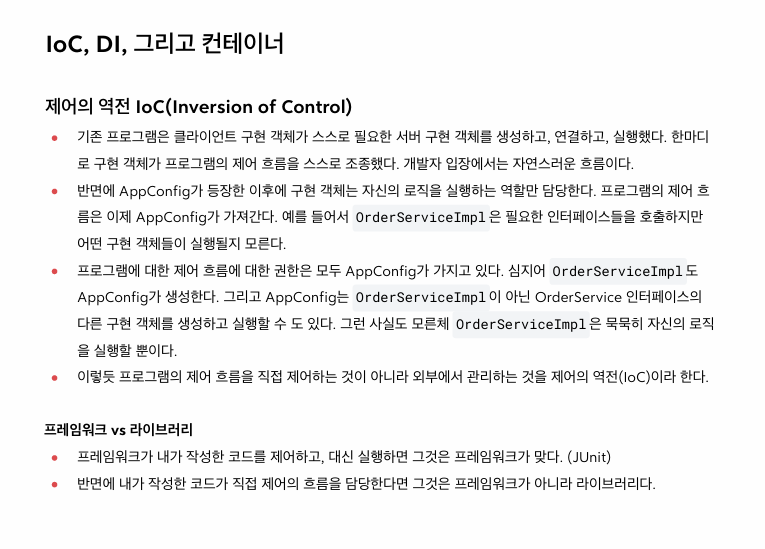 IoC, DI, 그리고 컨테이너
제어의 역전 IoC(Inversion of Control)
기존 프로그램은 클라이언트 구현 객체가 스스로 필요한 서버 구현 객체를 생성하고, 연결하고, 실행했다. 한마디
로 구현 객체가 프로그램의 제어 흐름을 스스로 조종했다. 개발자 입장에서는 자연스러운 흐름이다.
반면에 AppConfig가 등장한 이후에 구현 객체는 자신의 로직을 실행하는 역할만 담당한다. 프로그램의 제어 흐
름은 이제 AppConfig가 가져간다. 예를 들어서 OrderServiceImpl 은 필요한 인터페이스들을 호출하지만
어떤 구현 객체들이 실행될지 모른다.
프로그램에 대한 제어 흐름에 대한 권한은 모두 AppConfig가 가지고 있다. 심지어 OrderServiceImpl 도
AppConfig가 생성한다. 그리고 AppConfig는 OrderServiceImpl 이 아닌 OrderService 인터페이스의
다른 구현 객체를 생성하고 실행할 수 도 있다. 그런 사실도 모른체 OrderServiceImpl 은 묵묵히 자신의 로직
을 실행할 뿐이다.
이렇듯 프로그램의 제어 흐름을 직접 제어하는 것이 아니라 외부에서 관리하는 것을 제어의 역전(IoC)이라 한다.
프레임워크 vs 라이브러리
프레임워크가 내가 작성한 코드를 제어하고, 대신 실행하면 그것은 프레임워크가 맞다. (JUnit)
반면에 내가 작성한 코드가 직접 제어의 흐름을 담당한다면 그것은 프레임워크가 아니라 라이브러리다.